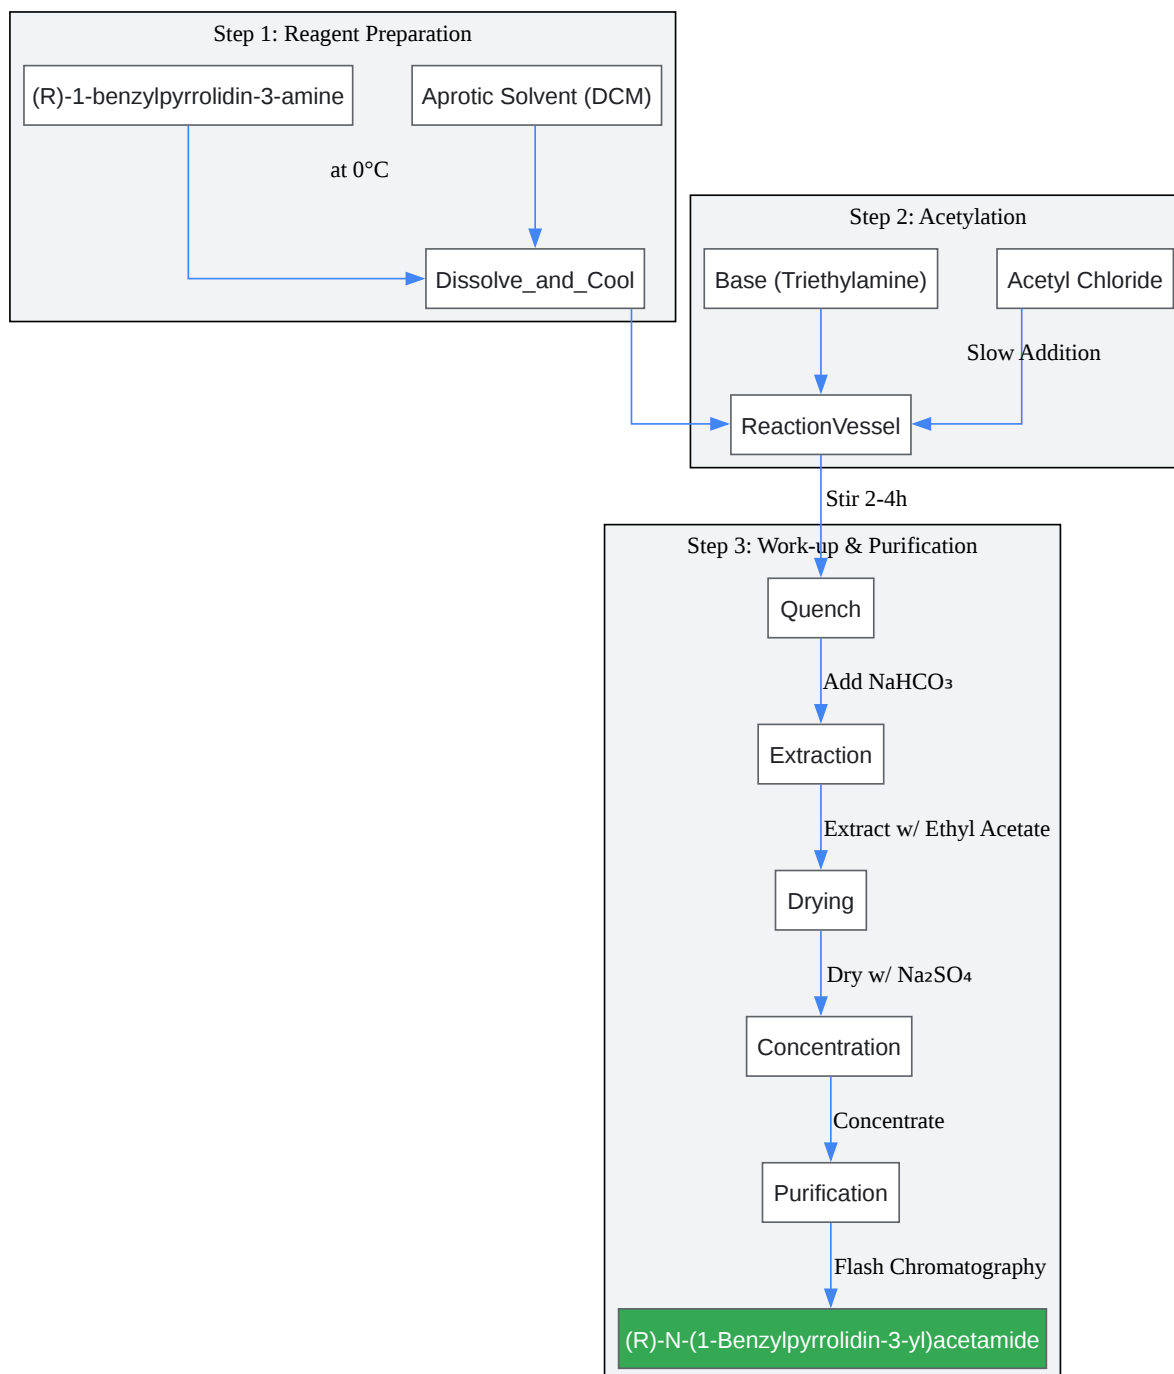 Step 1: Reagent Preparation
(R)-1-benzylpyrrolidin-3-amine
Aprotic Solvent (DCM)
at 0°C
Dissolve_and_Cool
Step 2: Acetylation
Base (Triethylamine)
Acetyl Chloride
Slow Addition
ReactionVessel
Stir 2-4h
Step 3: Work-up & Purification
Quench
Add NaHCO₃
Extraction
Extract w/ Ethyl Acetate
Drying
Dry w/ Na₂SO₄
Concentration
Concentrate
Purification
Flash Chromatography
(R)-N-(1-Benzylpyrrolidin-3-yl)acetamide